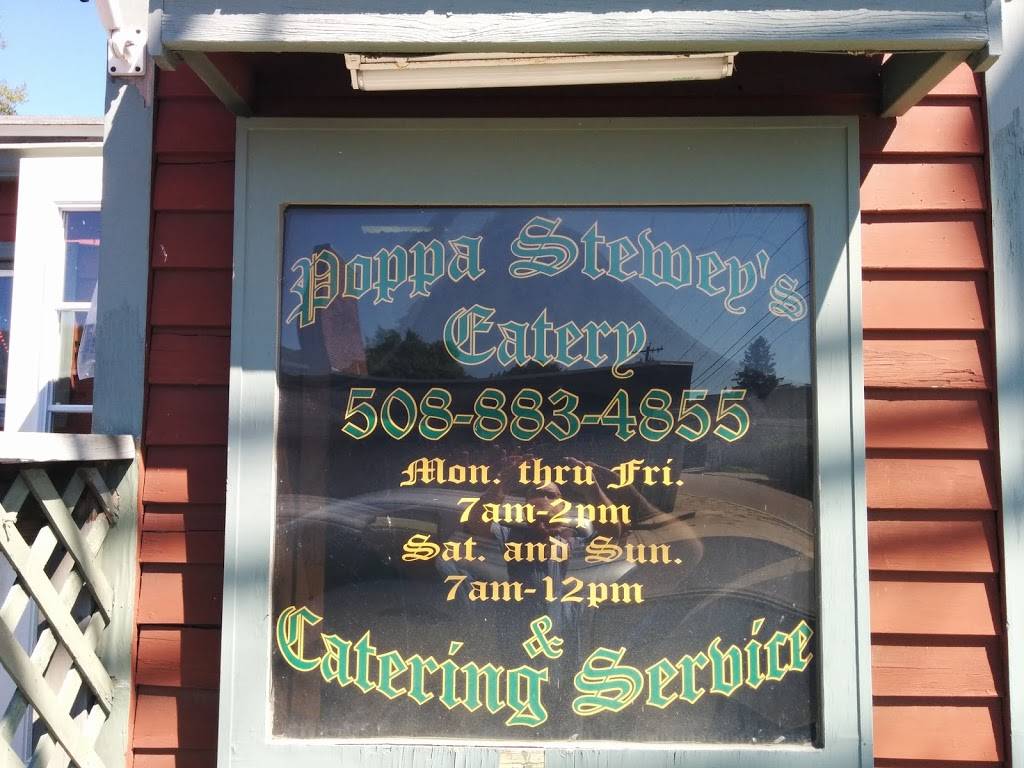 Poppa Stewey's
Eatery
508-883-4855
Mon. thru Fri.
7am-2pm
Sat. and Sun.
7am-12pm
&
Catering Service